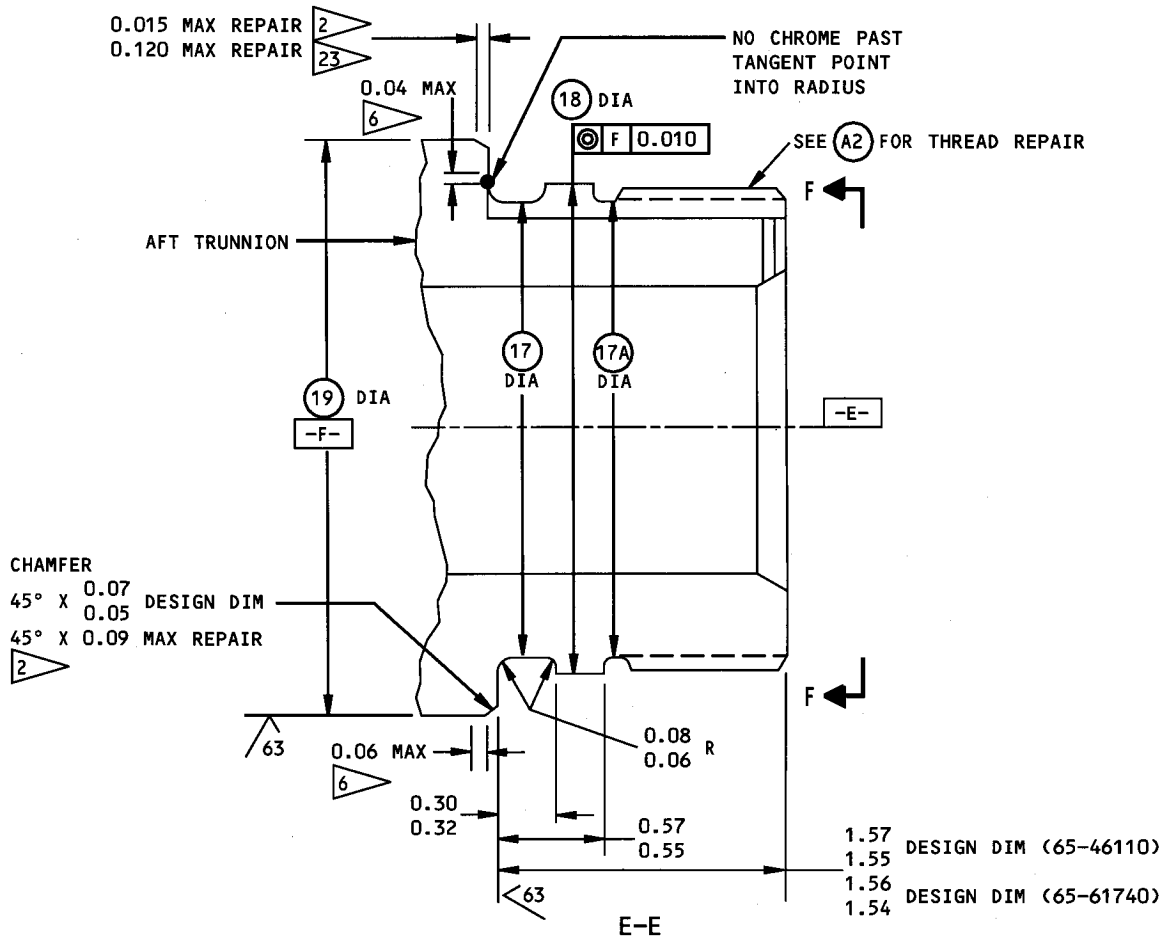 0.015 MAX REPAIR 2
0.120 MAX REPAIR 23
NO CHROME PAST
TANGENT POINT
INTO RADIUS
0.04 MAX
6
18 DIA
F 0.010
SEE A2 FOR THREAD REPAIR
F
AFT TRUNNION
17
DIA
17A
DIA
19 DIA
-F-
-E-
CHAMFER
45° X 0.07
0.05 DESIGN DIM
45° X 0.09 MAX REPAIR
2
F
63
0.06 MAX
6
0.08
0.06 R
0.30
0.32
0.57
0.55
1.57
1.55 DESIGN DIM (65-46110)
1.56
1.54 DESIGN DIM (65-61740)
63
E-E